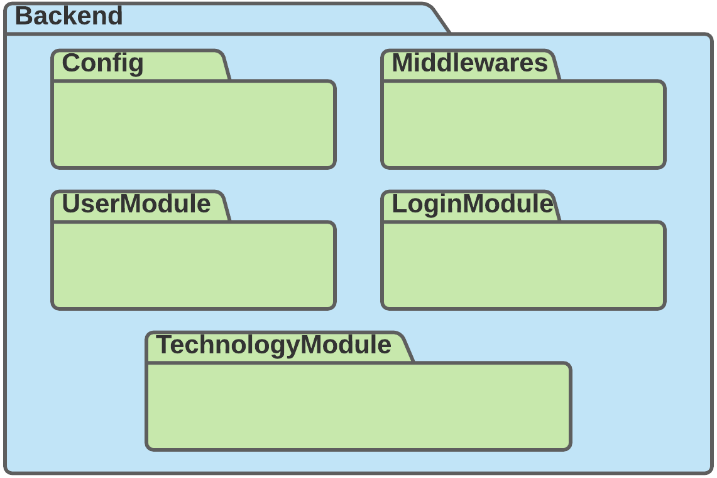 Backend
Config
Middlewares
UserModule
LoginModule
TechnologyModule